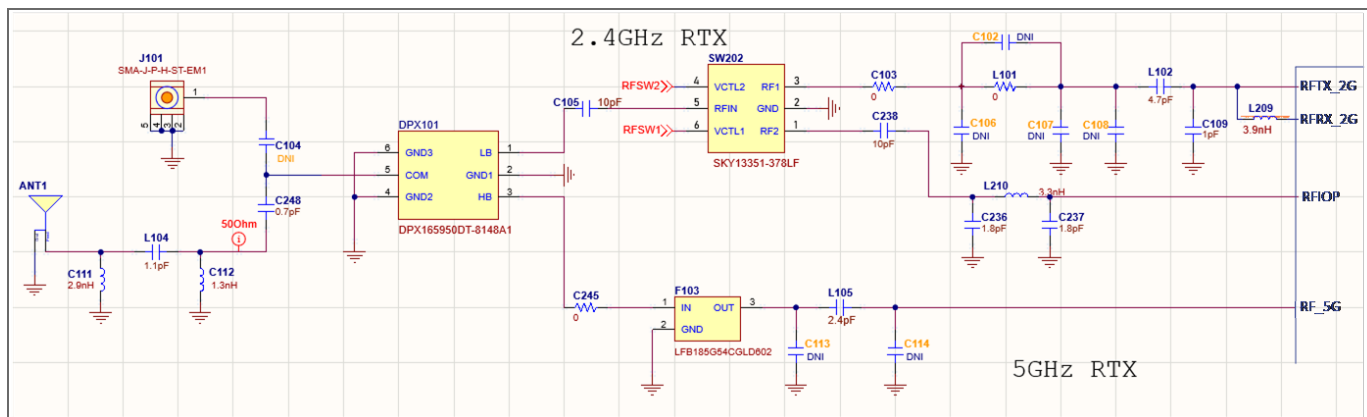 2.4GHz RTX
J101
SMA-J-P-H-ST-EM1
1
5
4
3
2
C104
DNI
ANT1
C248
0.7pF
50Ohm
i
L104
1.1pF
C111
2.9nH
C112
1.3nH
DPX101
6
GND3
LB
1
5
COM
GND1
2
4
GND2
HB
3
DPX165950DT-8148A1
C105
10pF
RFSW2
RFSW1
SW202
4
VCTL2
RF1
3
5
RFIN
GND
2
6
VCTL1
RF2
1
SKY13351-378LF
C103
0
C238
10pF
C102
DNI
L101
0
C106
DNI
C107
DNI
C108
DNI
L102
4.7pF
C109
1pF
L209
3.9nH
RFTX_2G
RFRX_2G
L210
3.3nH
C236
1.8pF
C237
1.8pF
RFIOP
C245
0
F103
1
IN
OUT
3
2
GND
LFB185G54CGLD602
L105
2.4pF
C113
DNI
C114
DNI
RF_5G
5GHz RTX